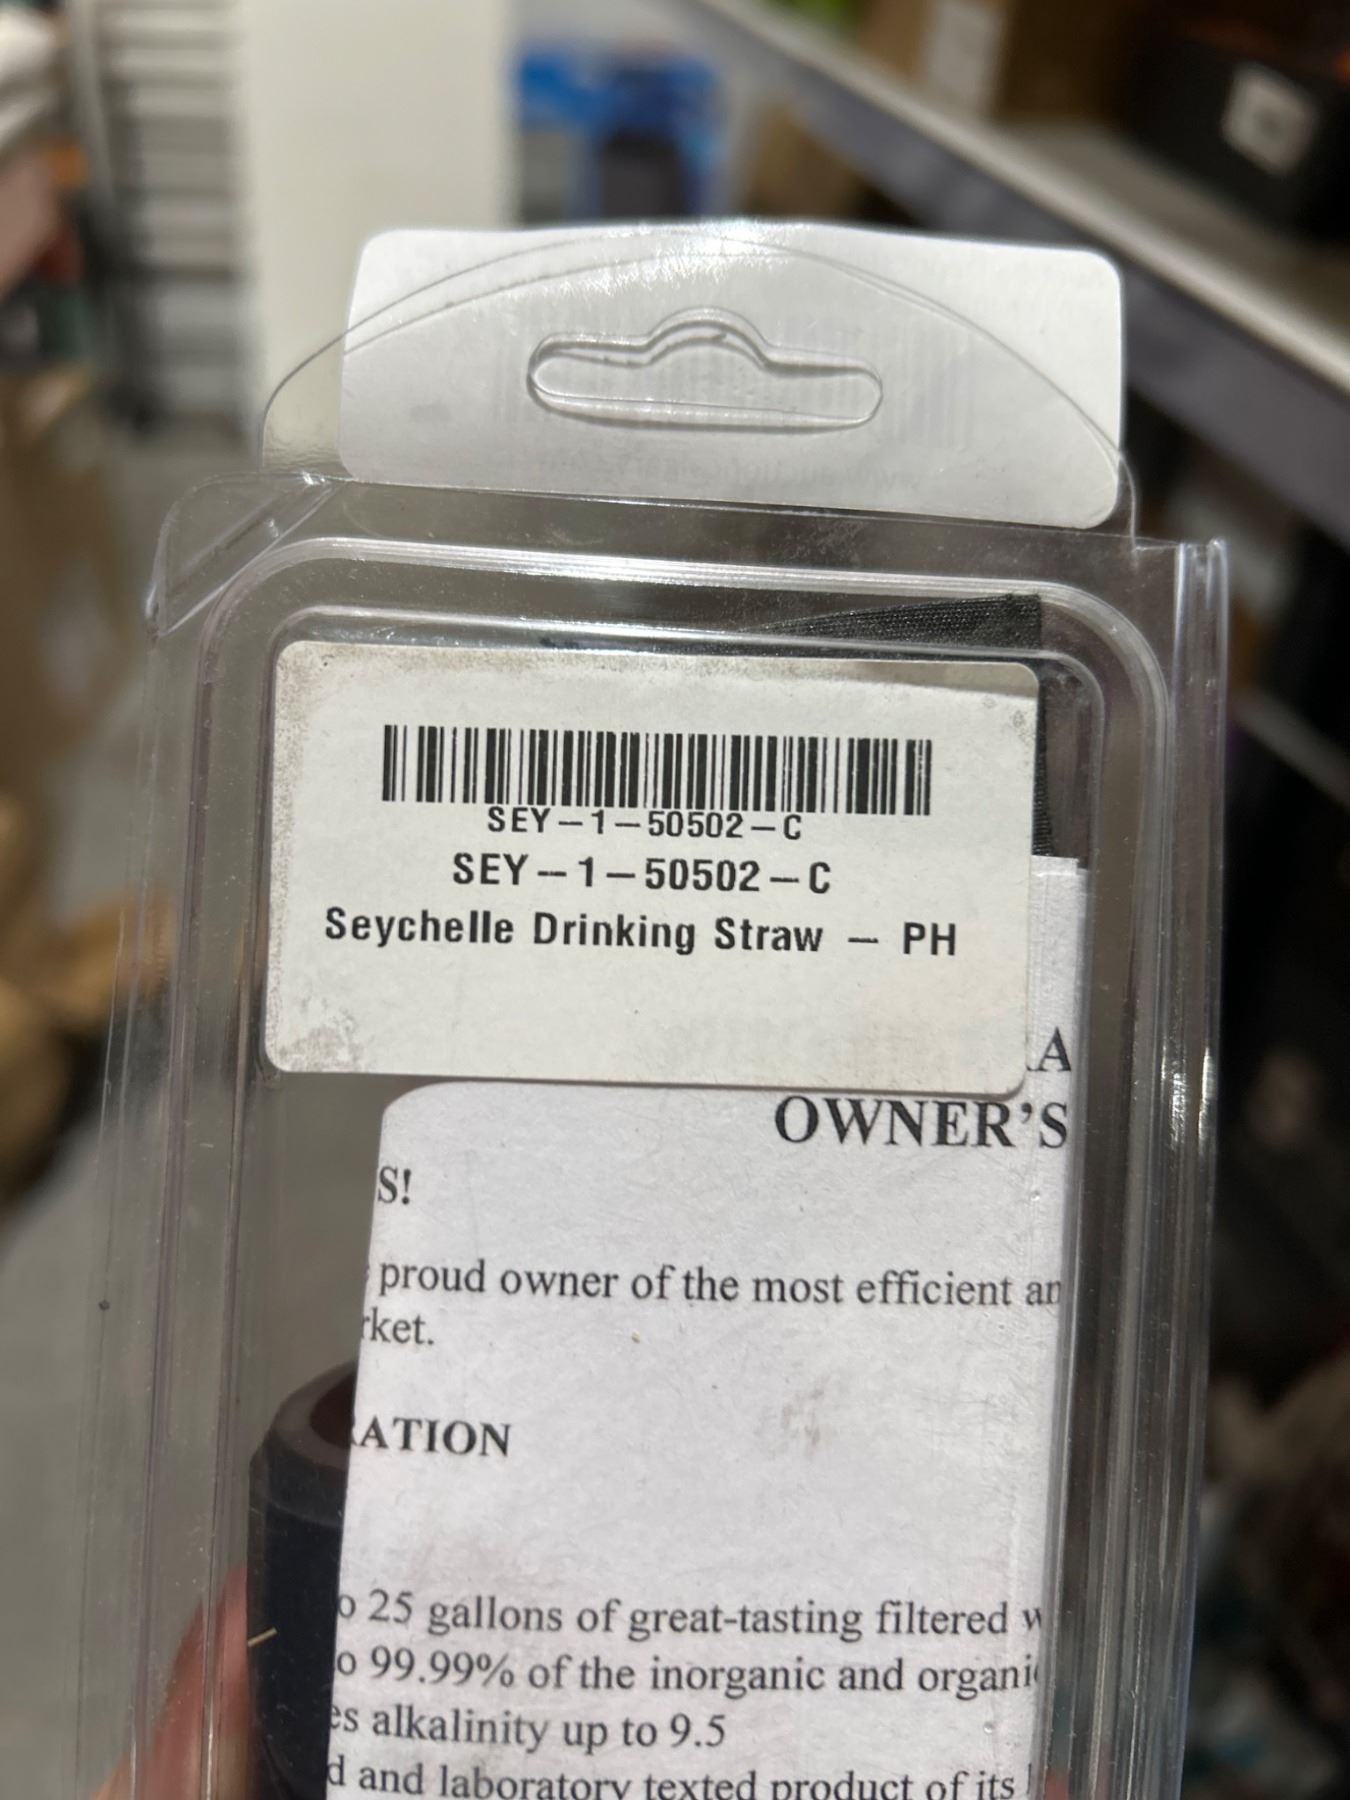 SEY-1-50502-C
SEY-1-50502-C
Seychelle Drinking Straw - PH
A
OWNER'S
S!
proud owner of the most efficient an
rket.
RATION
o 25 gallons of great-tasting filtered w
o 99.99% of the inorganic and organi
es alkalinity up to 9.5
d and laboratory texted product of its